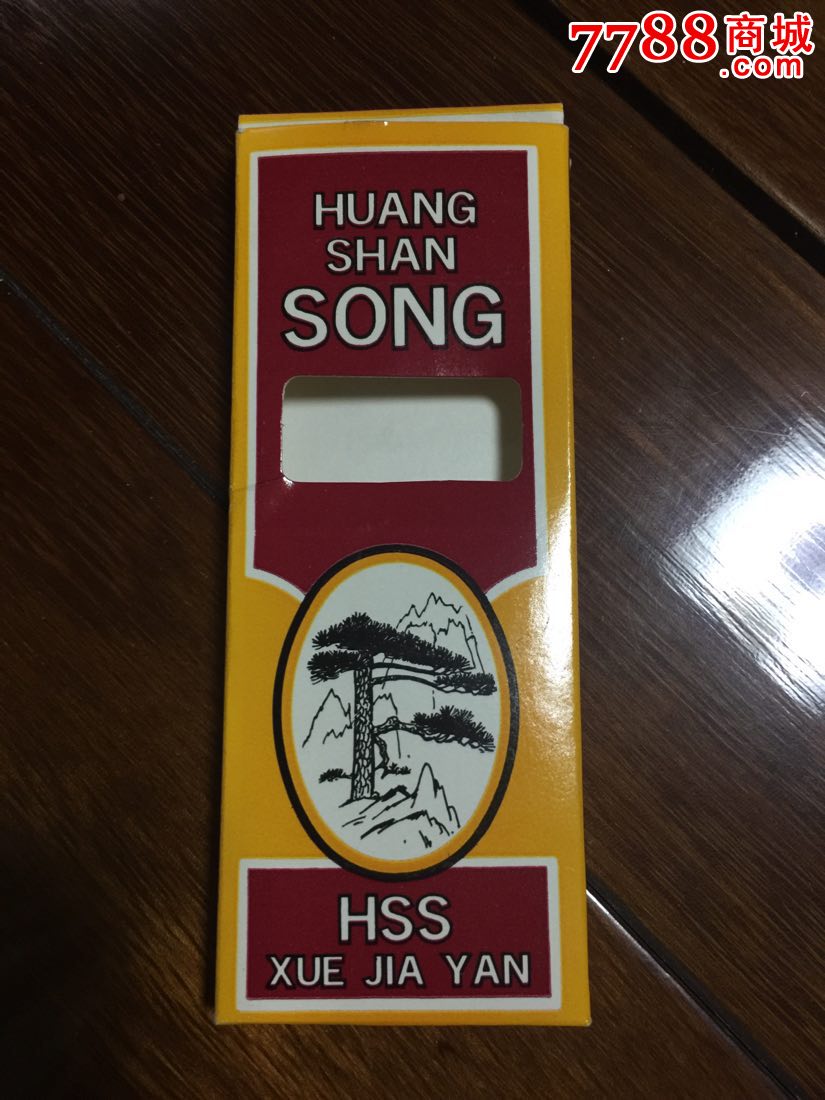 7788商城
.com
HUANG
SHAN
SONG
HSS
XUE JIA YAN